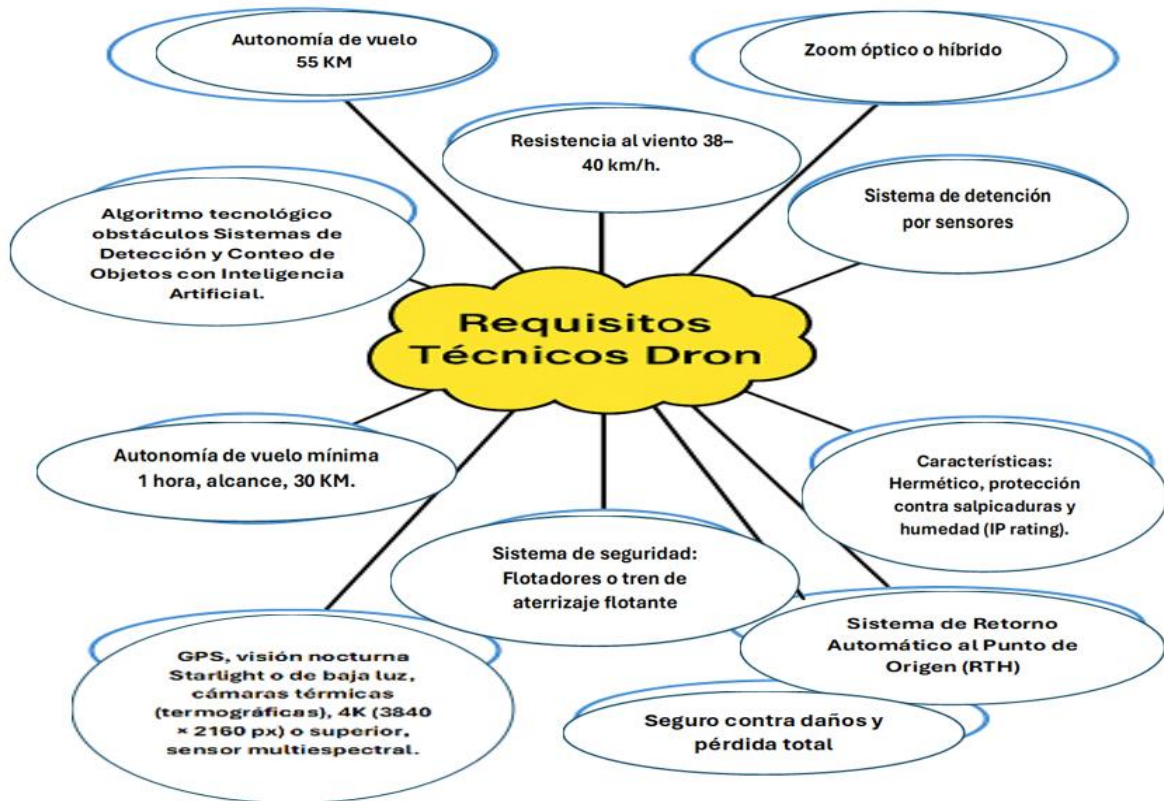 Autonomía de vuelo
55 KM
Zoom óptico o híbrido
Resistencia al viento 38–
40 km/h.
Algoritmo tecnológico
obstáculos Sistemas de
Detección y Conteo de
Objetos con Inteligencia
Artificial.
Sistema de detención
por sensores
Requisitos
Técnicos Dron
Autonomía de vuelo mínima
1 hora, alcance, 30 KM.
Características:
Hermético, protección
contra salpicaduras y
humedad (IP rating).
Sistema de seguridad:
Flotadores o tren de
aterrizaje flotante
Sistema de Retorno
Automático al Punto de
Origen (RTH)
GPS, visión nocturna
Starlight o de baja luz,
cámaras térmicas
(termográficas), 4K (3840
× 2160 px) o superior,
sensor multiespectral.
Seguro contra daños y
pérdida total